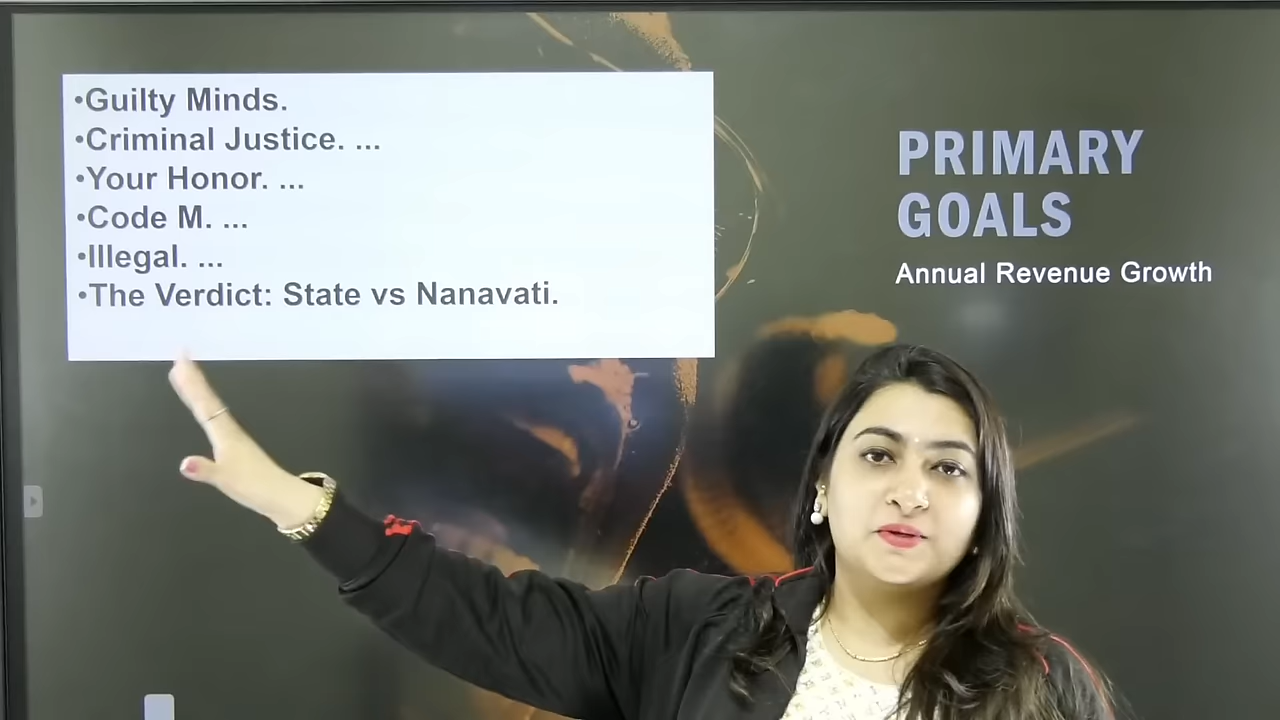 •Guilty Minds.
•Criminal Justice. ...
•Your Honor. ...
•Code M. ...
•Illegal. ...
•The Verdict: State vs Nanavati.
PRIMARY
GOALS
Annual Revenue Growth